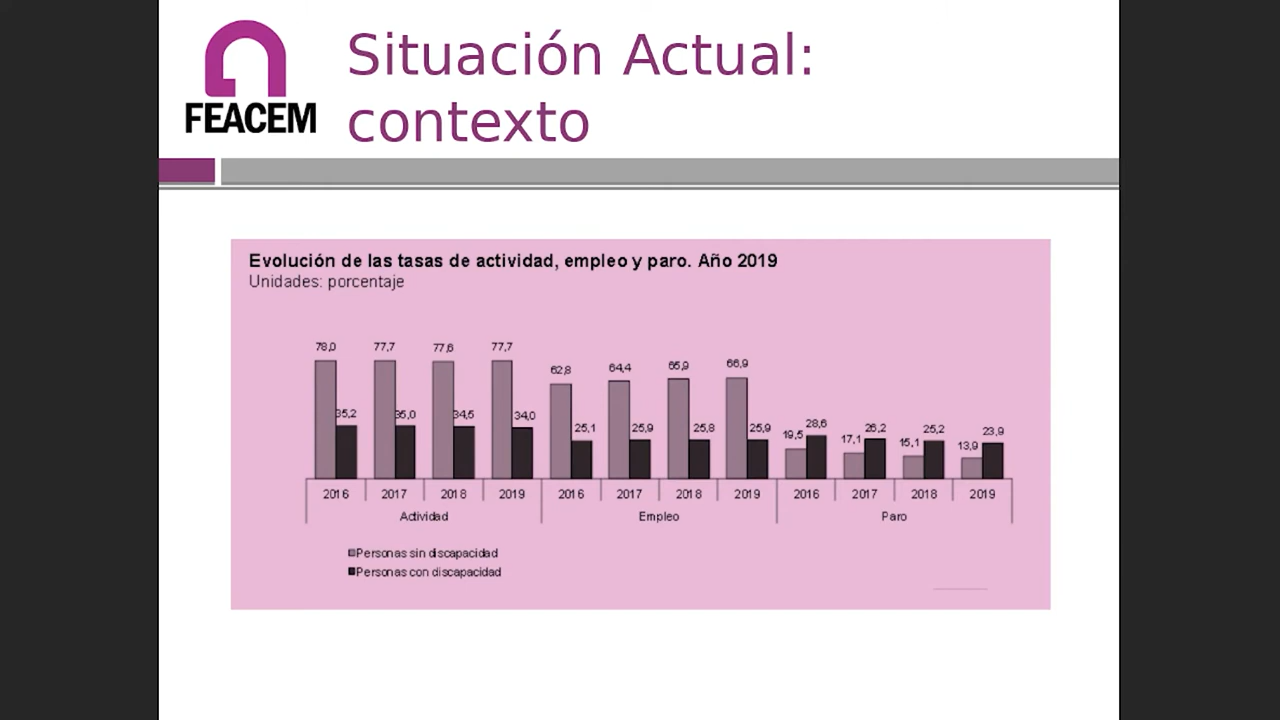 Situación Actual:
contexto
FEACEM
Evolución de las tasas de actividad, empleo y paro. Año 2019
Unidades: porcentaje
78,0 35,2 77,7 35,0 77,6 34,5 77,7 34,0 62,8 25,1 64,4 25,9 65,9 25,8 66,9 25,9 19,5 28,6 17,1 26,2 15,1 25,2 13,9 23,9
2016 2017 2018 2019 2016 2017 2018 2019 2016 2017 2018 2019
Actividad Empleo Paro
Personas sin discapacidad
Personas con discapacidad